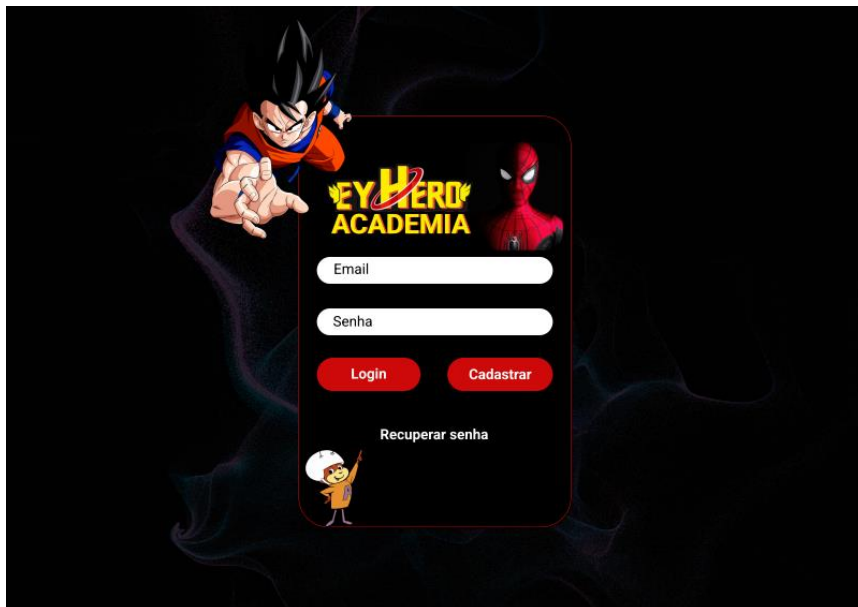 EYHERO
ACADEMIA
Email
Senha
Login Cadastrar
Recuperar senha
A